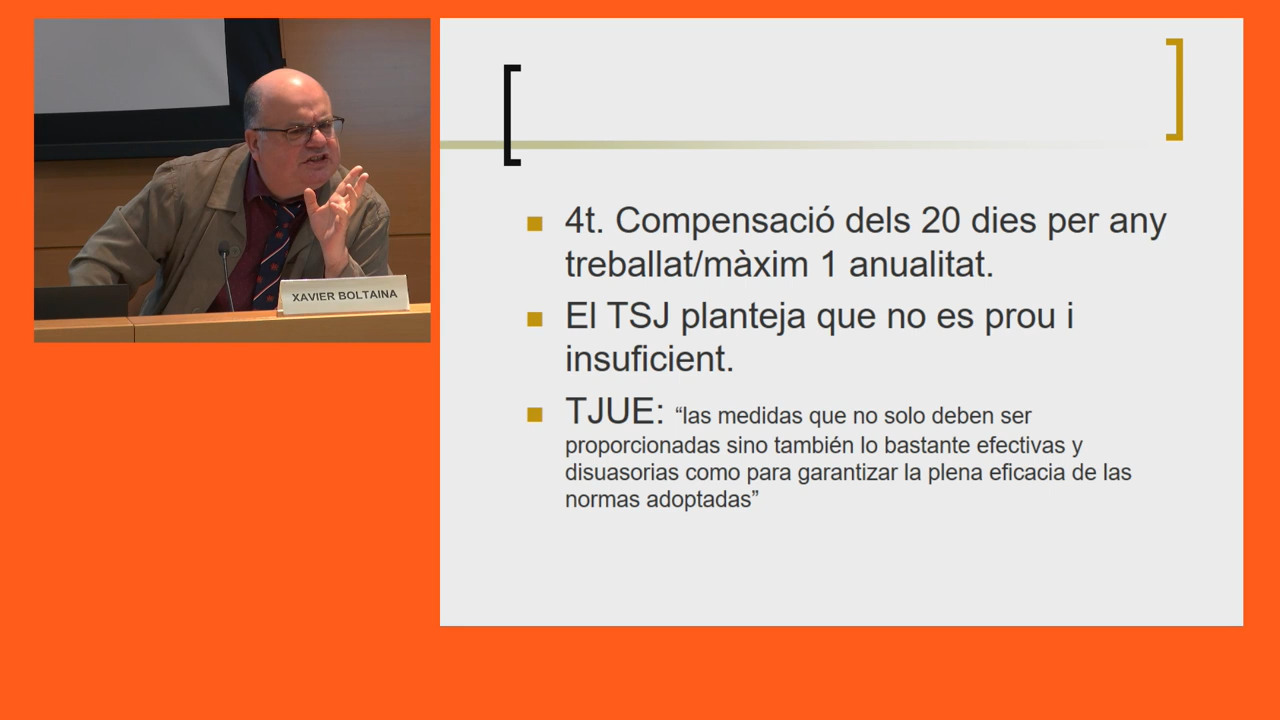 XAVIER BOLTAINA
4t. Compensació dels 20 dies per any
treballat/màxim 1 anualitat.
El TSJ planteja que no es prou i
insuficient.
TJUE: “las medidas que no solo deben ser
proporcionadas sino también lo bastante efectivas y
disuasorias como para garantizar la plena eficacia de las
normas adoptadas”